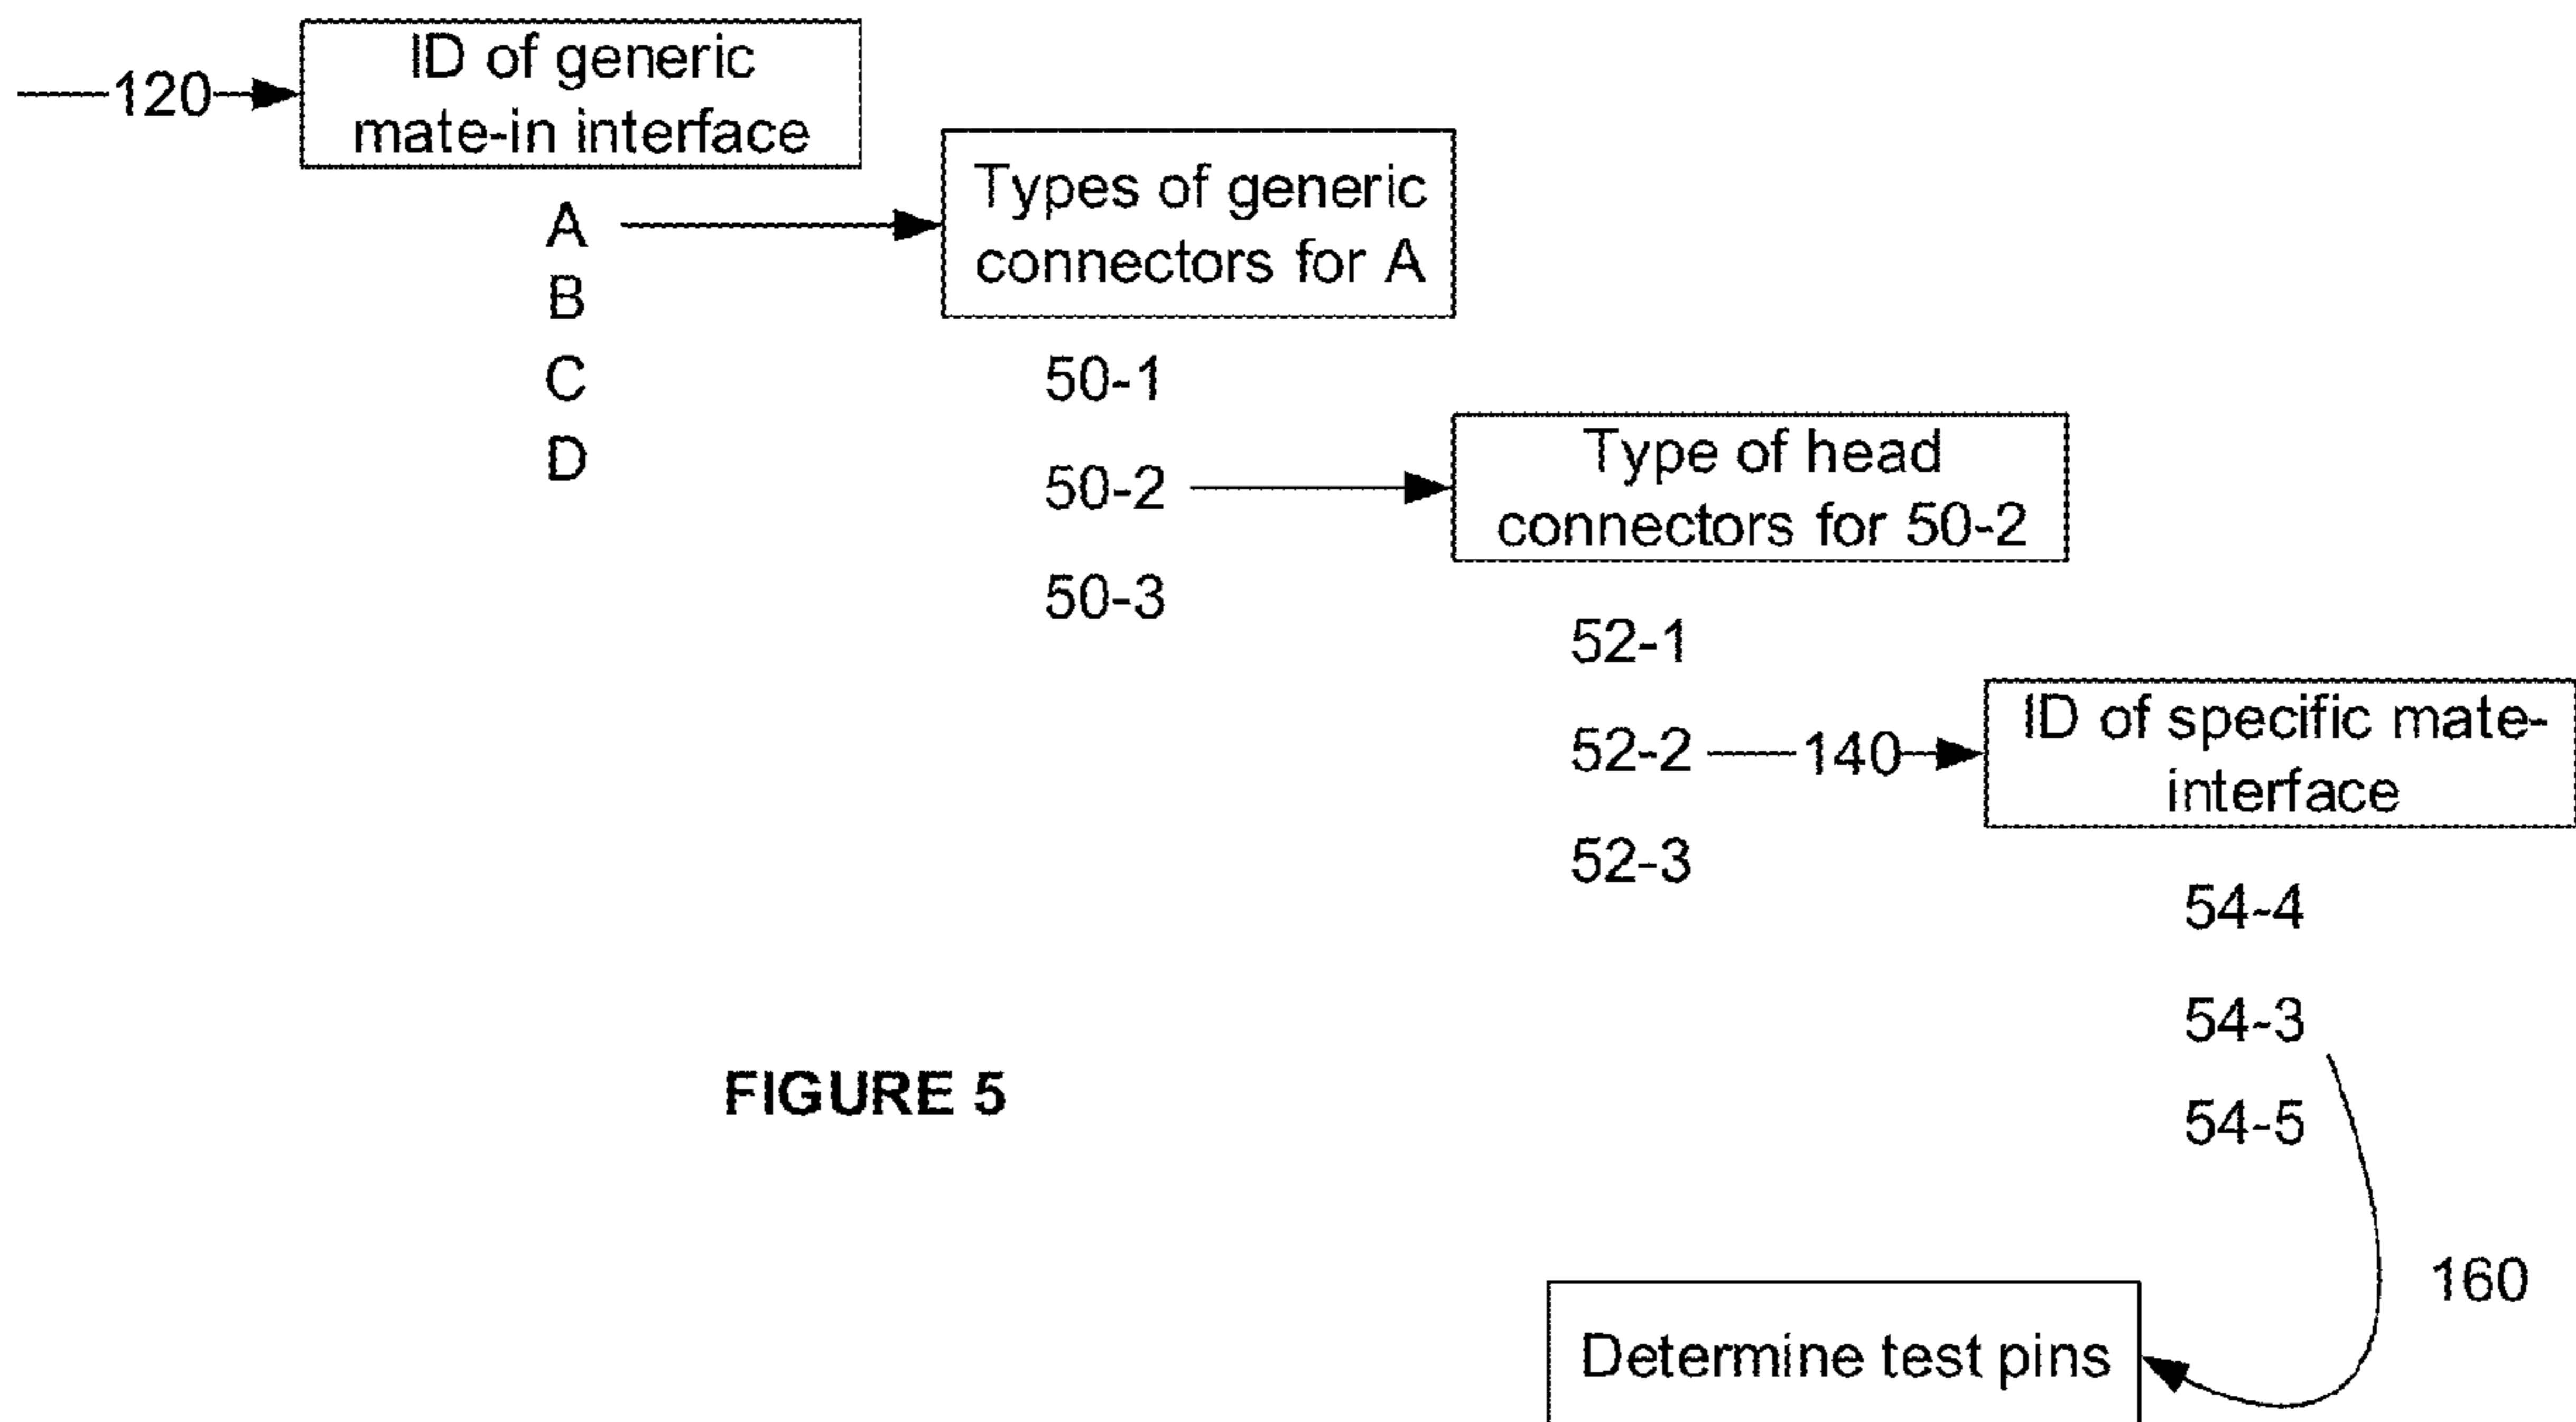 120
ID of generic
mate-in interface
A
B
C
D
Types of generic
connectors for A
50-1
50-2
50-3
Type of head
connectors for 50-2
52-1
52-2
52-3
140
ID of specific mate-
interface
54-4
54-3
54-5
160
Determine test pins
FIGURE 5